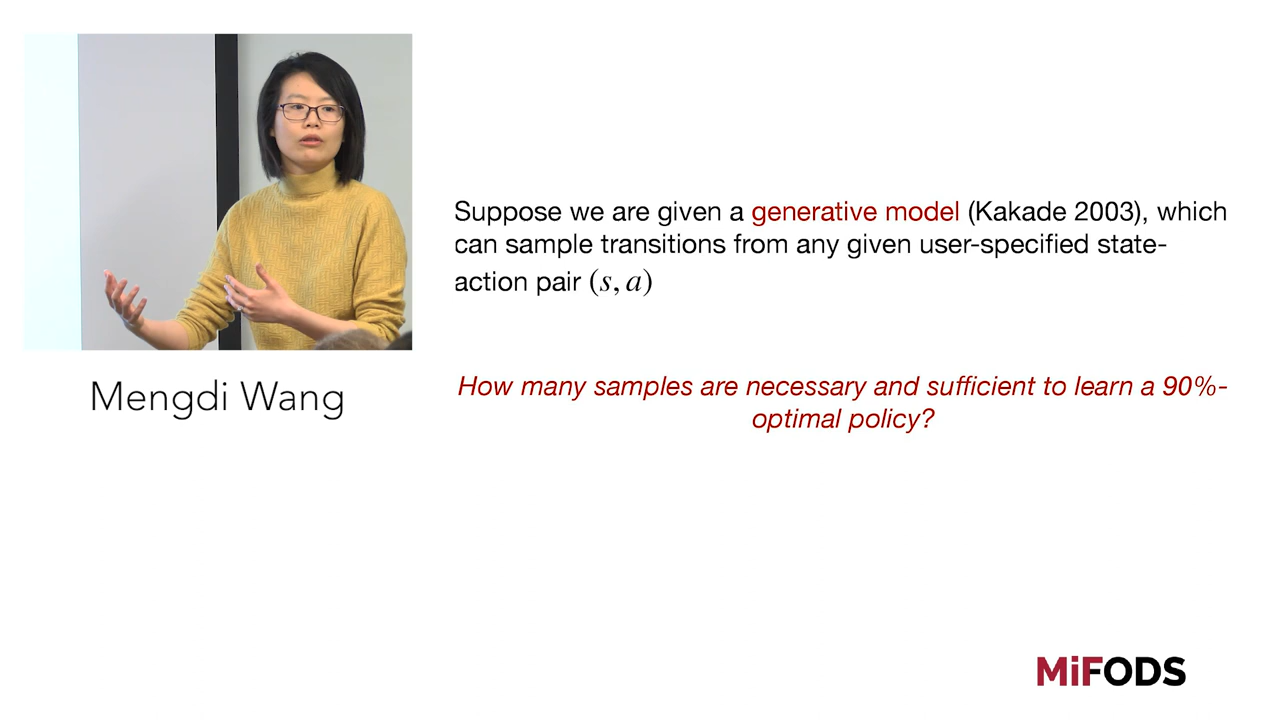 Suppose we are given a generative model (Kakade 2003), which
can sample transitions from any given user-specified state-
action pair (s, a)
Mengdi Wang
How many samples are necessary and sufficient to learn a 90%-
optimal policy?
MiFODS